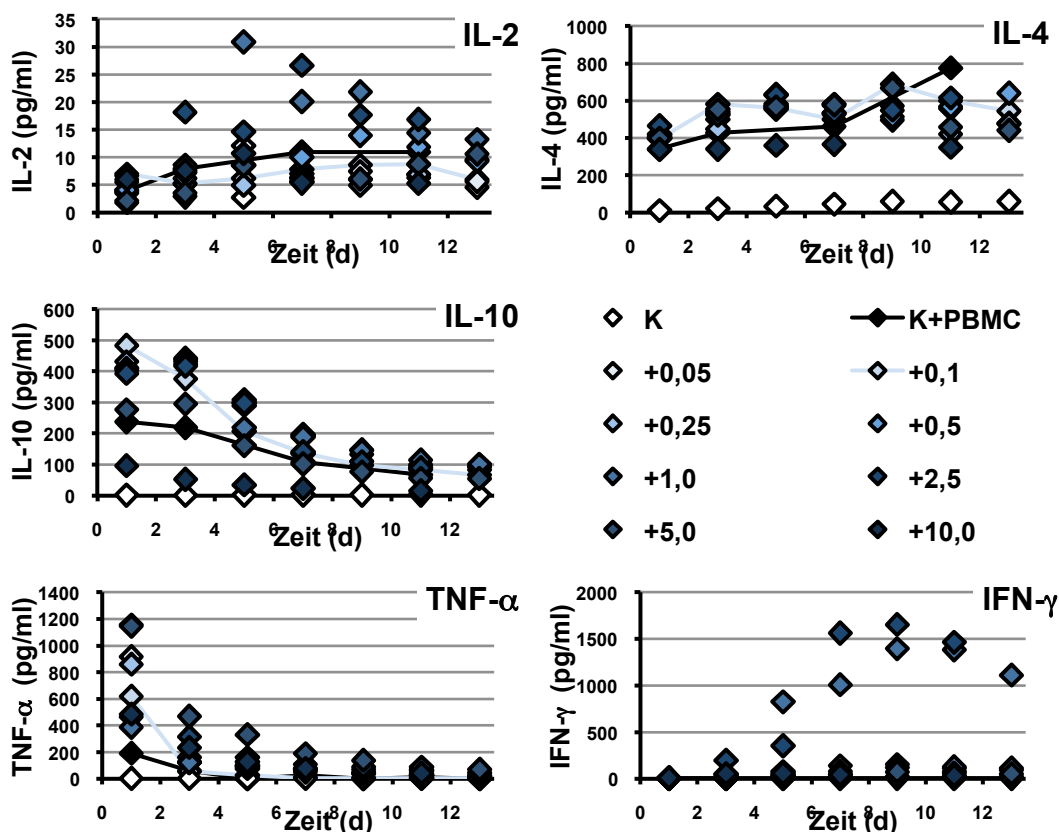 IL-2
IL-2 (pg/ml)
35
30
25
20
15
10
5
0
0 2 4 6 8 10 12
Zeit (d)
IL-4
IL-4 (pg/ml)
1000
800
600
400
200
0
0 2 4 6 8 10 12
Zeit (d)
IL-10
IL-10 (pg/ml)
600
500
400
300
200
100
0
0 2 4 6 8 10 12
Zeit (d)
K K+PBMC
+0,05 +0,1
+0,25 +0,5
+1,0 +2,5
+5,0 +10,0
TNF-α
TNF-α (pg/ml)
1400
1200
1000
800
600
400
200
0
0 2 4 6 8 10 12
Zeit (d)
IFN-γ
IFN-γ (pg/ml)
2000
1500
1000
500
0
0 2 4 6 8 10 12
Zeit (d)